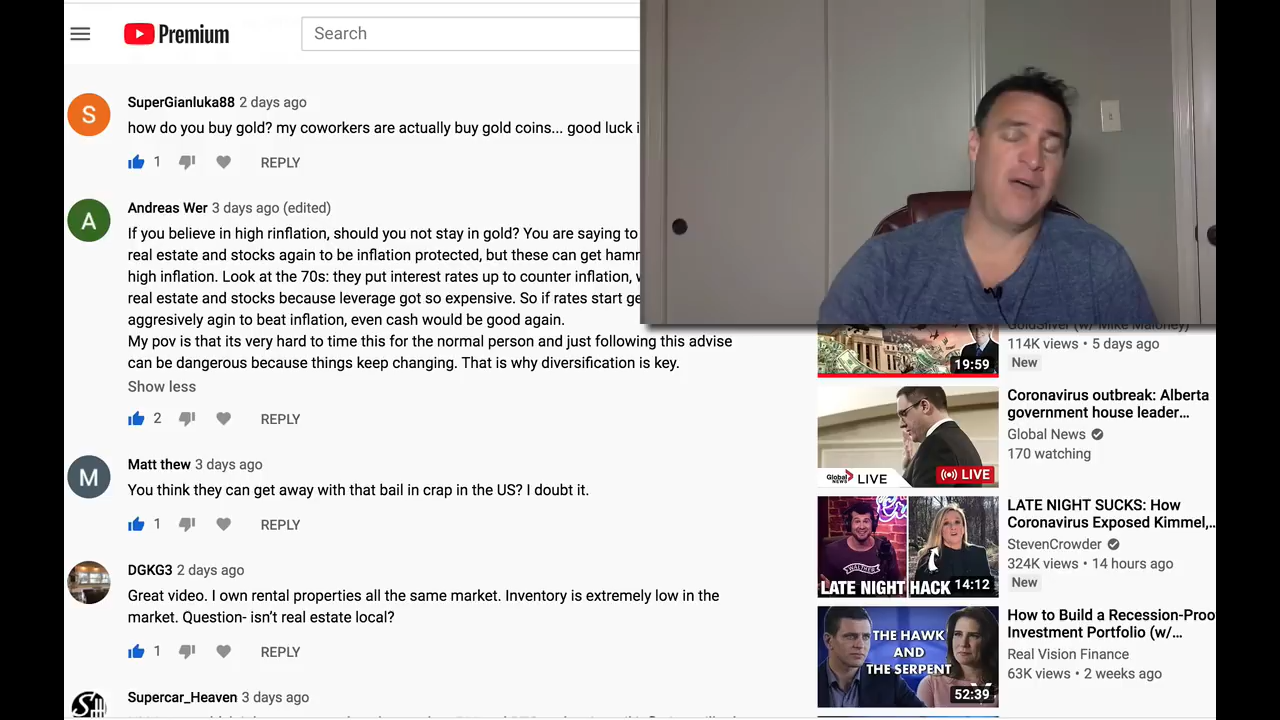 Premium
Search
SuperGianluka88 2 days ago
how do you buy gold? my coworkers are actually buy gold coins... good luck i
1
REPLY
Andreas Wer 3 days ago (edited)
If you believe in high rinflation, should you not stay in gold? You are saying to
real estate and stocks again to be inflation protected, but these can get hamr
high inflation. Look at the 70s: they put interest rates up to counter inflation, w
real estate and stocks because leverage got so expensive. So if rates start ge
aggresively agin to beat inflation, even cash would be good again.
My pov is that its very hard to time this for the normal person and just following this advise
can be dangerous because things keep changing. That is why diversification is key.
Show less
2
REPLY
Matt thew 3 days ago
You think they can get away with that bail in crap in the US? I doubt it.
1
REPLY
DGKG3 2 days ago
Great video. I own rental properties all the same market. Inventory is extremely low in the
market. Question- isn't real estate local?
1
REPLY
Supercar_Heaven 3 days ago
GoldSilver (w/ Mike Maloney)
114K views • 5 days ago
New
19:59
Coronavirus outbreak: Alberta
government house leader...
Global News
170 watching
Global NEWS LIVE
LIVE
LATE NIGHT SUCKS: How
Coronavirus Exposed Kimmel,...
StevenCrowder
324K views • 14 hours ago
New
LATE NIGHT HACK
14:12
How to Build a Recession-Proo
Investment Portfolio (w/...
Real Vision Finance
63K views • 2 weeks ago
THE HAWK
AND
THE SERPENT
52:39